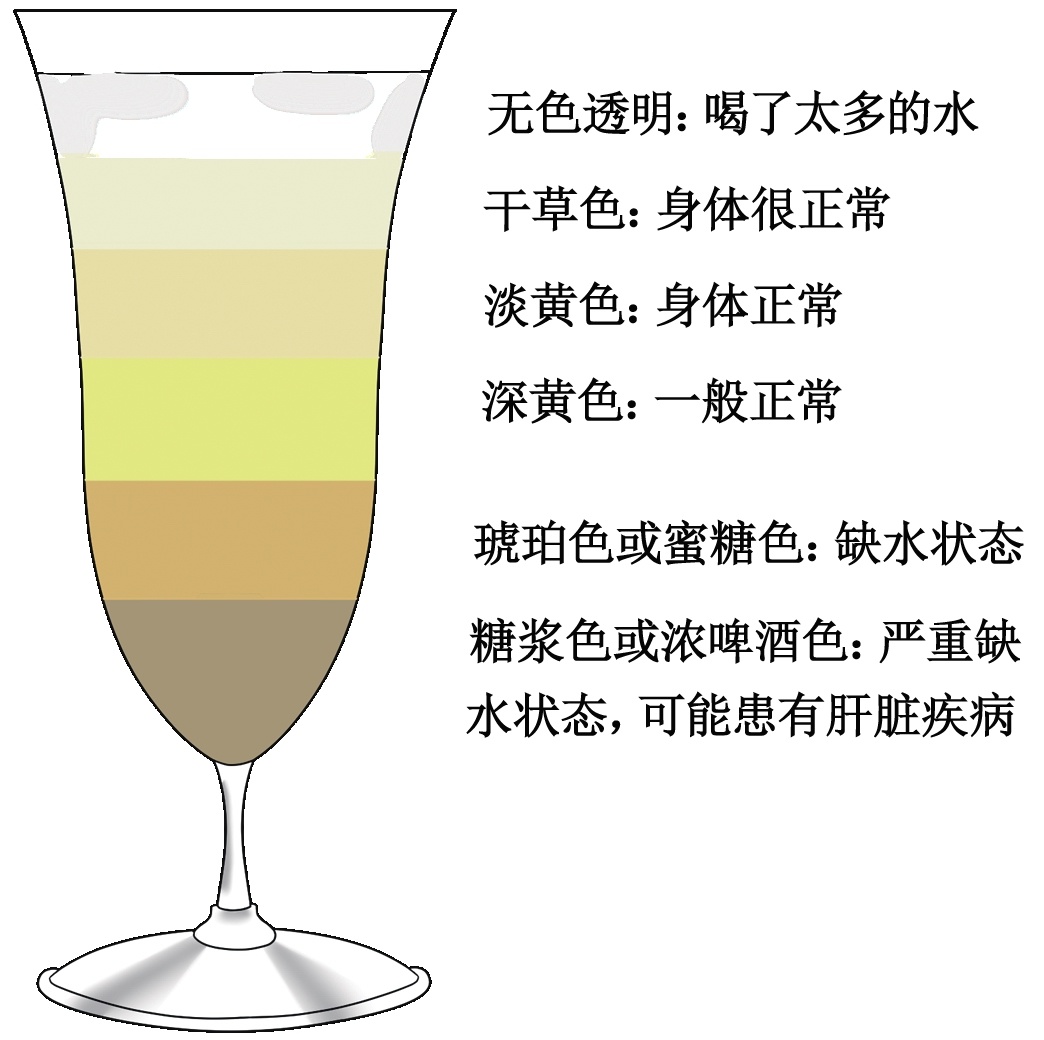 无色透明：喝了太多的水
干草色：身体很正常
淡黄色：身体正常
深黄色：一般正常
琥珀色或蜜糖色：缺水状态
糖浆色或浓啤酒色：严重缺
水状态，可能患有肝脏疾病